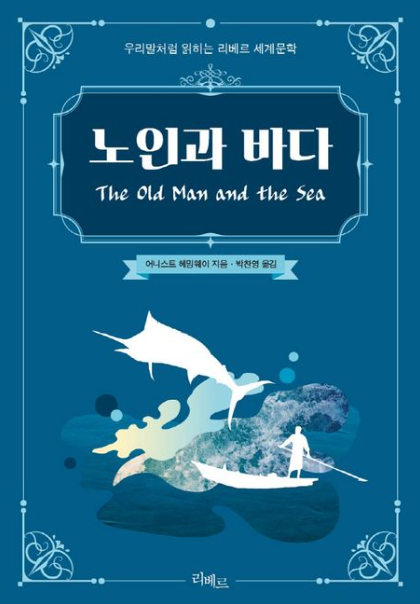 우리말처럼 읽히는 리베르 세계문학
노인과 바다
The Old Man and the Sea
어니스트 헤밍웨이 지음 · 박찬영 옮김
리베르